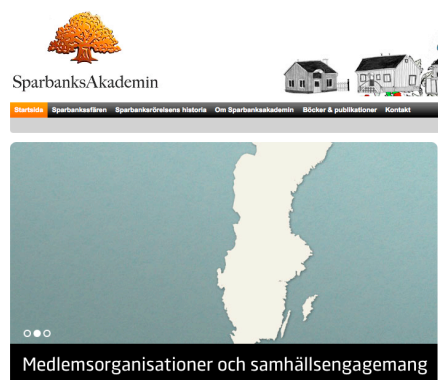 SparbanksAkademin
Startsida Sparbankssfären Sparbanksrörelsens historia Om Sparbanksakademin Böcker & publikationer Kontakt
Medlemsorganisationer och samhällsengagemang